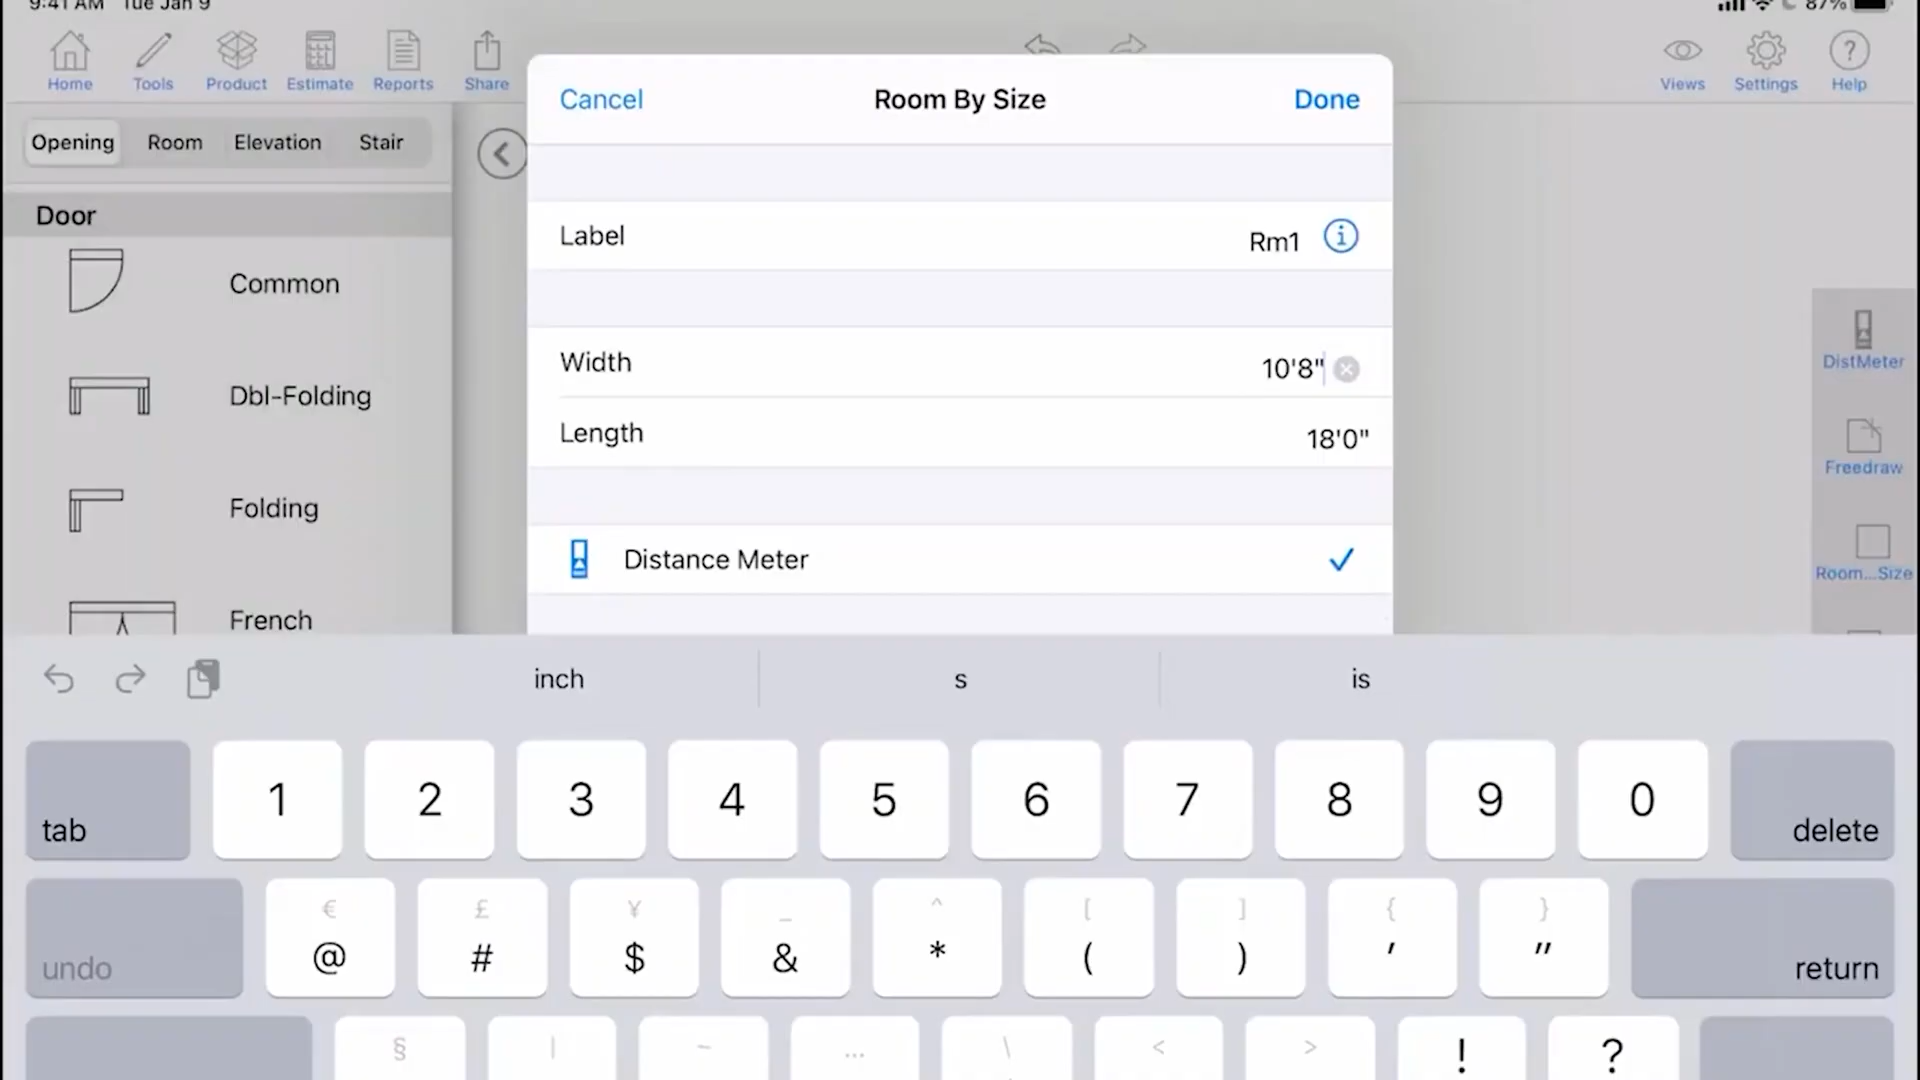 9:41 AM Tue Jan 9
87%
Home
Tools
Product
Estimate
Reports
Share
Views
Settings
Help
Cancel
Room By Size
Done
Opening
Room
Elevation
Stair
Door
Common
Dbl-Folding
Folding
French
Label
Rm1
Width
10'8"
Length
18'0"
Distance Meter
DistMeter
Freedraw
Room...Size
inch
s
is
tab
1
2
3
4
5
6
7
8
9
0
delete
undo
€
@
£
#
¥
$
_
&
^
*
[
(
]
)
{
'
}
"
return
§
|
~
...
\
<
>
!
?